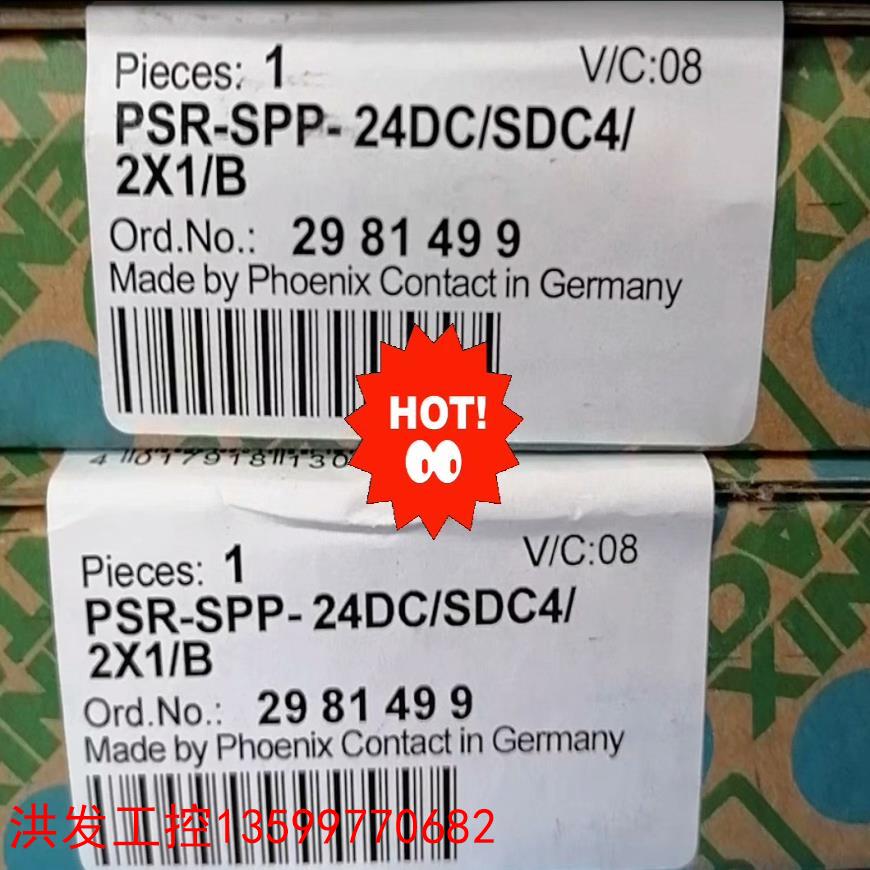 Pieces: 1
V/C:08
PSR-SPP- 24DC/SDC4/
2X1/B
Ord.No.: 29 81 49 9
Made by Phoenix Contact in Germany
HOT!
Pieces: 1
V/C:08
PSR-SPP- 24DC/SDC4/
2X1/B
Ord.No.: 29 81 49 9
Made by Phoenix Contact in Germany
洪发工控13599770682